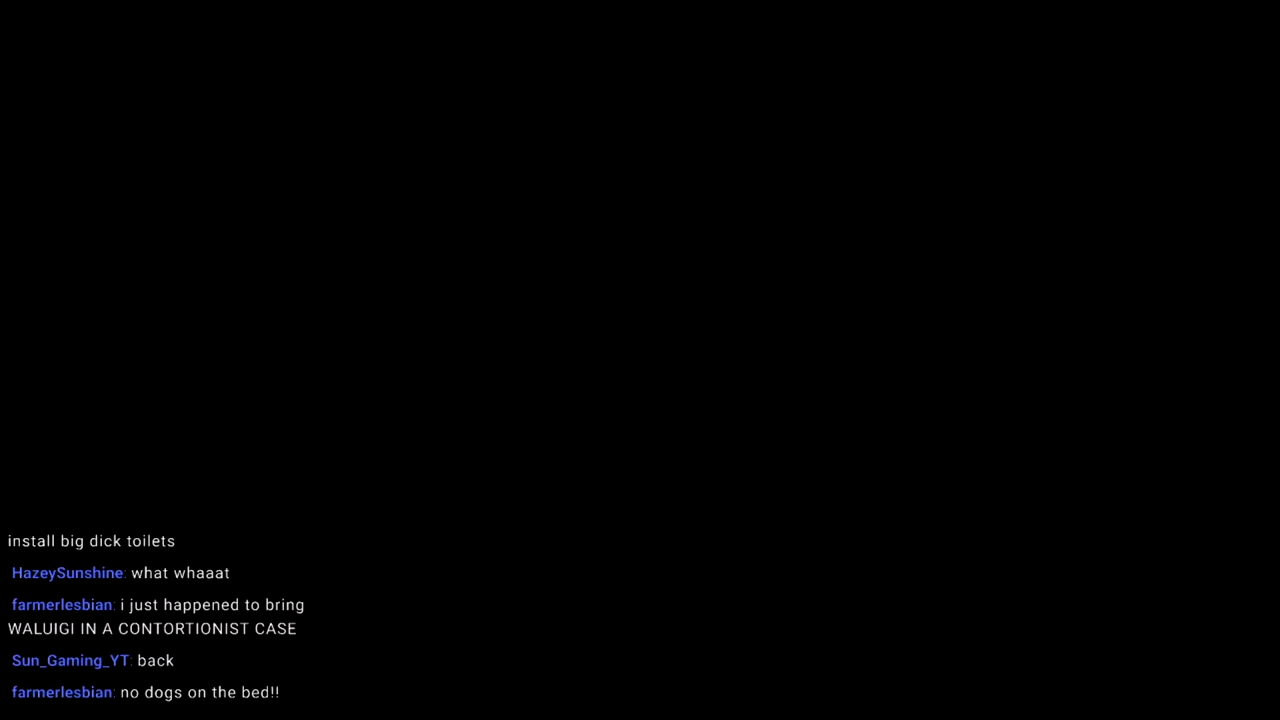 install big dick toilets
HazeySunshine: what whaaat
farmerlesbian: i just happened to bring
WALUIGI IN A CONTORTIONIST CASE
Sun_Gaming_YT: back
farmerlesbian: no dogs on the bed!!